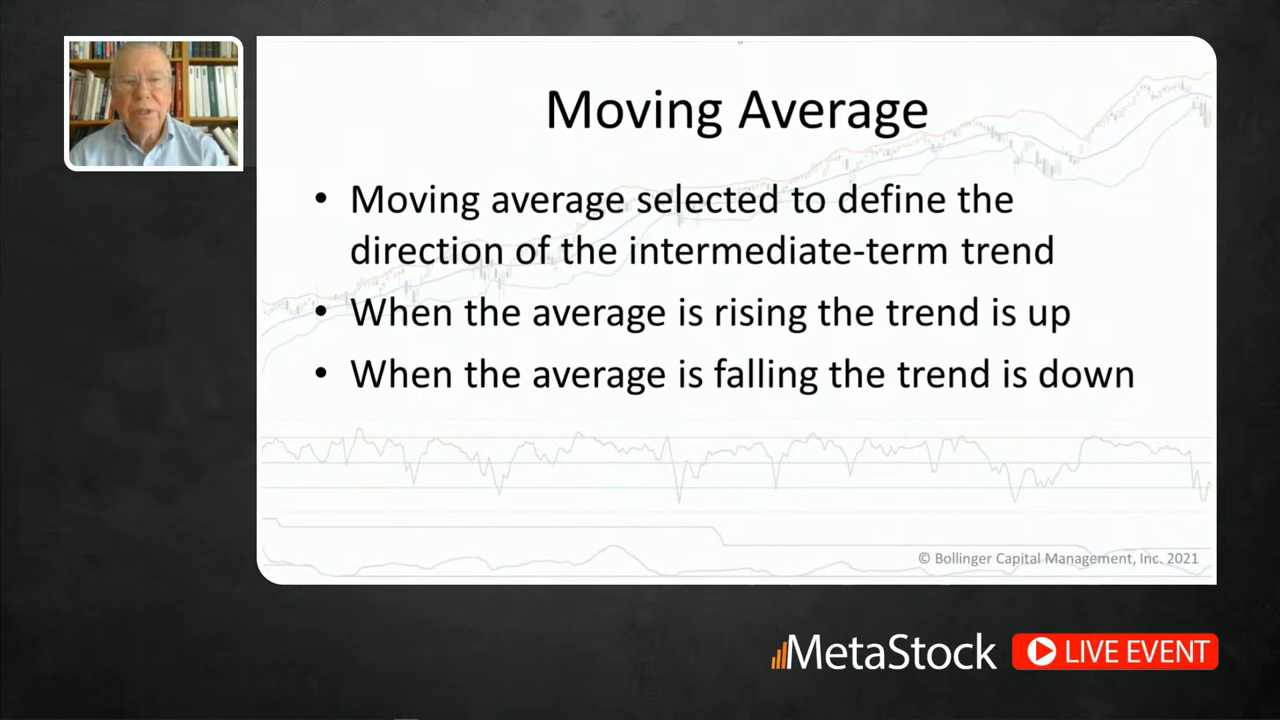 Moving Average
• Moving average selected to define the
direction of the intermediate-term trend
• When the average is rising the trend is up
• When the average is falling the trend is down
© Bollinger Capital Management, Inc. 2021
MetaStock LIVE EVENT